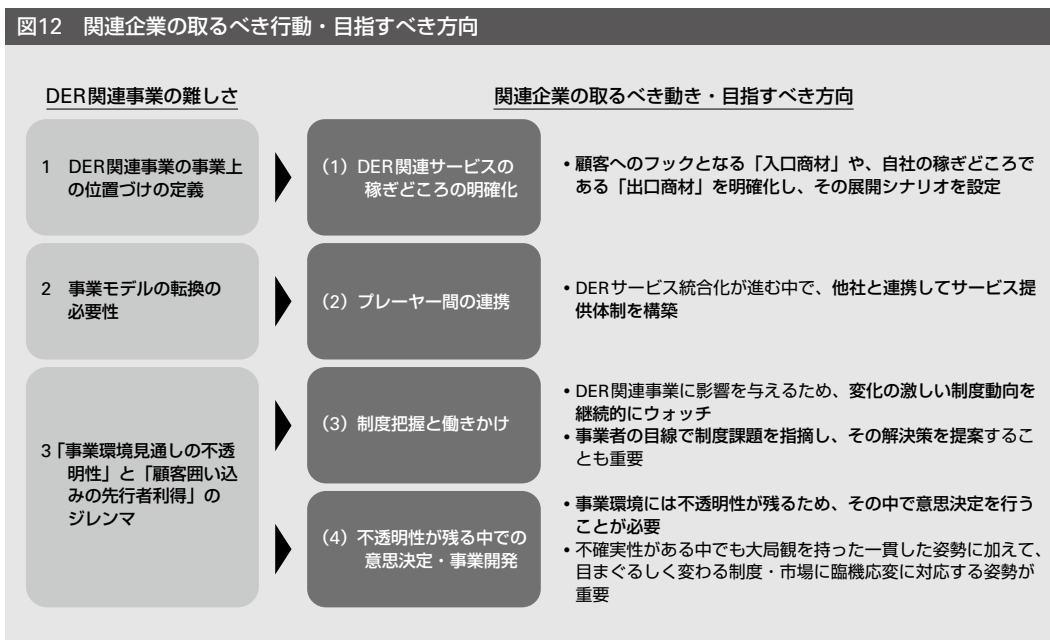 図12　関連企業の取るべき行動・目指すべき方向
DER関連事業の難しさ
関連企業の取るべき動き・目指すべき方向
1　DER関連事業の事業上
の位置づけの定義
（1）DER関連サービスの
稼ぎどころの明確化
•顧客へのフックとなる「入口商材」や、自社の稼ぎどころで
ある「出口商材」を明確化し、その展開シナリオを設定
2　事業モデルの転換の
必要性
（2）プレーヤー間の連携
•DERサービス統合化が進む中で、他社と連携してサービス提
供体制を構築
3「事業環境見通しの不透
明性」と「顧客囲い込
みの先行者利得」の
ジレンマ
（3）制度把握と働きかけ
•DER関連事業に影響を与えるため、変化の激しい制度動向を
継続的にウォッチ
•事業者の目線で制度課題を指摘し、その解決策を提案するこ
とも重要
（4）不透明性が残る中での
意思決定・事業開発
•事業環境には不透明性が残るため、その中で意思決定を行う
ことが必要
•不確実性がある中でも大局観を持った一貫した姿勢に加えて、
目まぐるしく変わる制度・市場に臨機応変に対応する姿勢が
重要